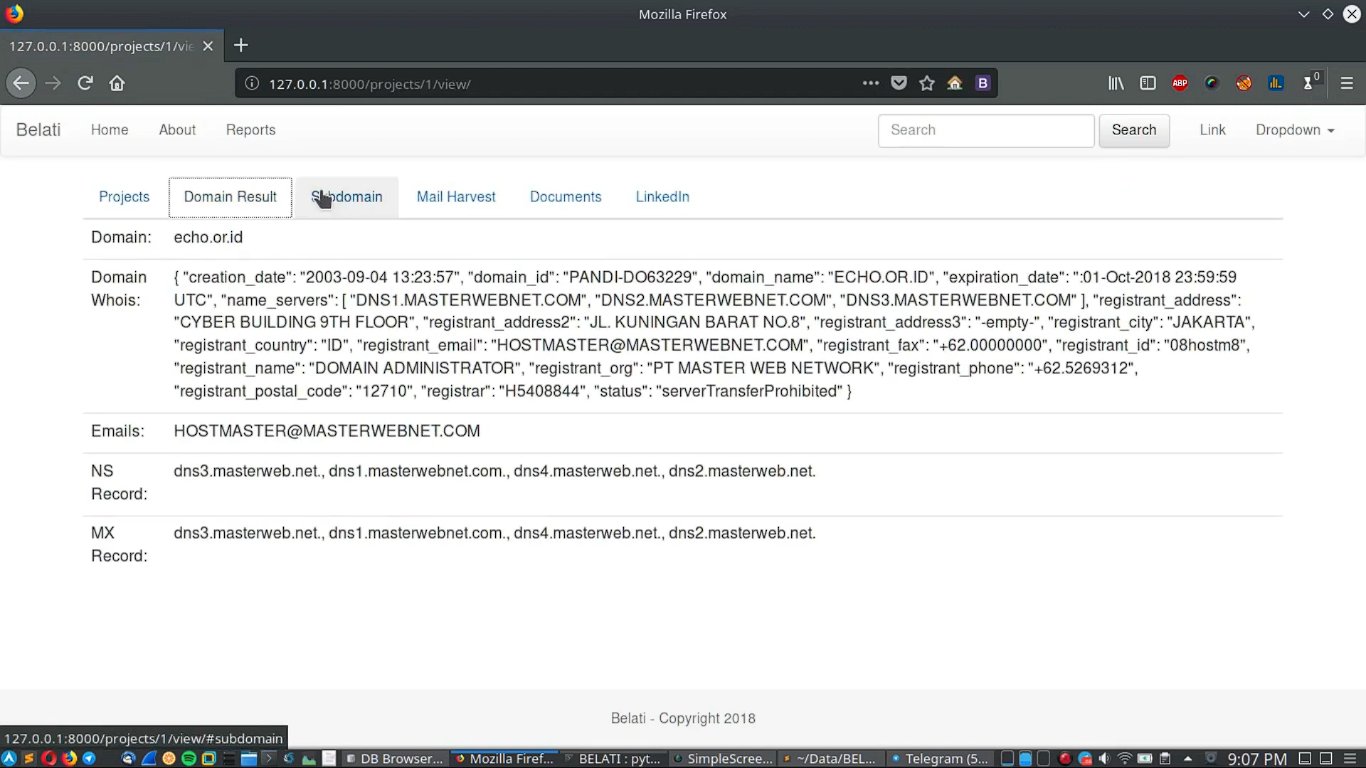 Mozilla Firefox
127.0.0.1:8000/projects/1/vie
127.0.0.1:8000/projects/1/view/
ABP
B
0
Belati Home About Reports Search Search Link Dropdown
Projects Domain Result Subdomain Mail Harvest Documents LinkedIn
Domain: echo.or.id
Domain Whois: { "creation_date": "2003-09-04 13:23:57", "domain_id": "PANDI-DO63229", "domain_name": "ECHO.OR.ID", "expiration_date": ":01-Oct-2018 23:59:59
UTC", "name_servers": [ "DNS1.MASTERWEBNET.COM", "DNS2.MASTERWEBNET.COM", "DNS3.MASTERWEBNET.COM" ], "registrant_address":
"CYBER BUILDING 9TH FLOOR", "registrant_address2": "JL. KUNINGAN BARAT NO.8", "registrant_address3": "-empty-", "registrant_city": "JAKARTA",
"registrant_country": "ID", "registrant_email": "HOSTMASTER@MASTERWEBNET.COM", "registrant_fax": "+62.00000000", "registrant_id": "08hostm8",
"registrant_name": "DOMAIN ADMINISTRATOR", "registrant_org": "PT MASTER WEB NETWORK", "registrant_phone": "+62.5269312",
"registrant_postal_code": "12710", "registrar": "H5408844", "status": "serverTransferProhibited" }
Emails: HOSTMASTER@MASTERWEBNET.COM
NS Record: dns3.masterweb.net., dns1.masterwebnet.com., dns4.masterweb.net., dns2.masterweb.net.
MX Record: dns3.masterweb.net., dns1.masterwebnet.com., dns4.masterweb.net., dns2.masterweb.net.
Belati - Copyright 2018
127.0.0.1:8000/projects/1/view/#subdomain
DB Browser... Mozilla Firef... BELATI : pyt... SimpleScree... ~/Data/BEL... Telegram (5... 9:07 PM